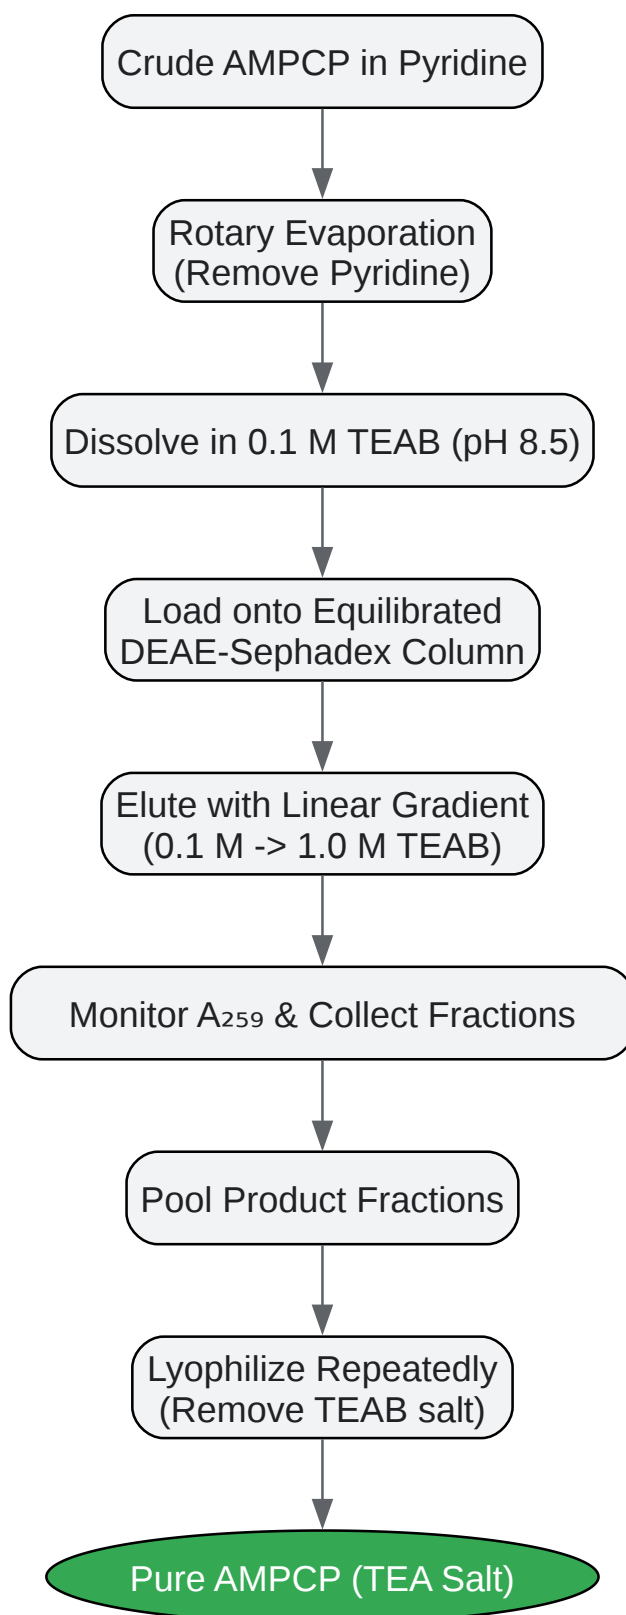 Crude AMPCP in Pyridine
Rotary Evaporation
(Remove Pyridine)
Dissolve in 0.1 M TEAB (pH 8.5)
Load onto Equilibrated
DEAE-Sephadex Column
Elute with Linear Gradient
(0.1 M -> 1.0 M TEAB)
Monitor A₂₅₉ & Collect Fractions
Pool Product Fractions
Lyophilize Repeatedly
(Remove TEAB salt)
Pure AMPCP (TEA Salt)